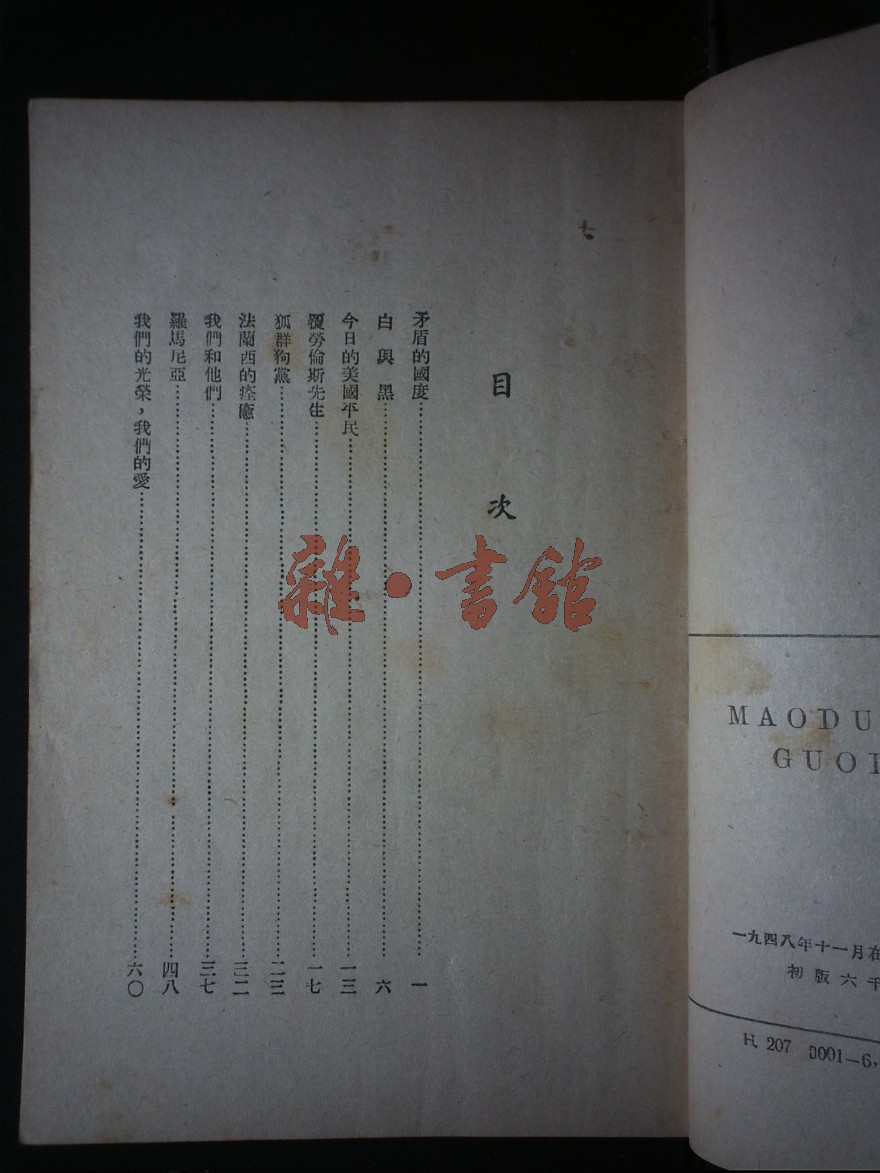 MAODU
GUO
一九四八年十一月在
初版六千
H. 207 0001—6,
目次
矛盾的國度……一
白與黑……六
今日的美國平民……一三
覆勞倫斯先生……一七
狐群狗黨……二三
法蘭西的痊癒……三二
我們和他們……三七
羅馬尼亞……四八
我們的光榮，我們的愛……六〇
雜·書館